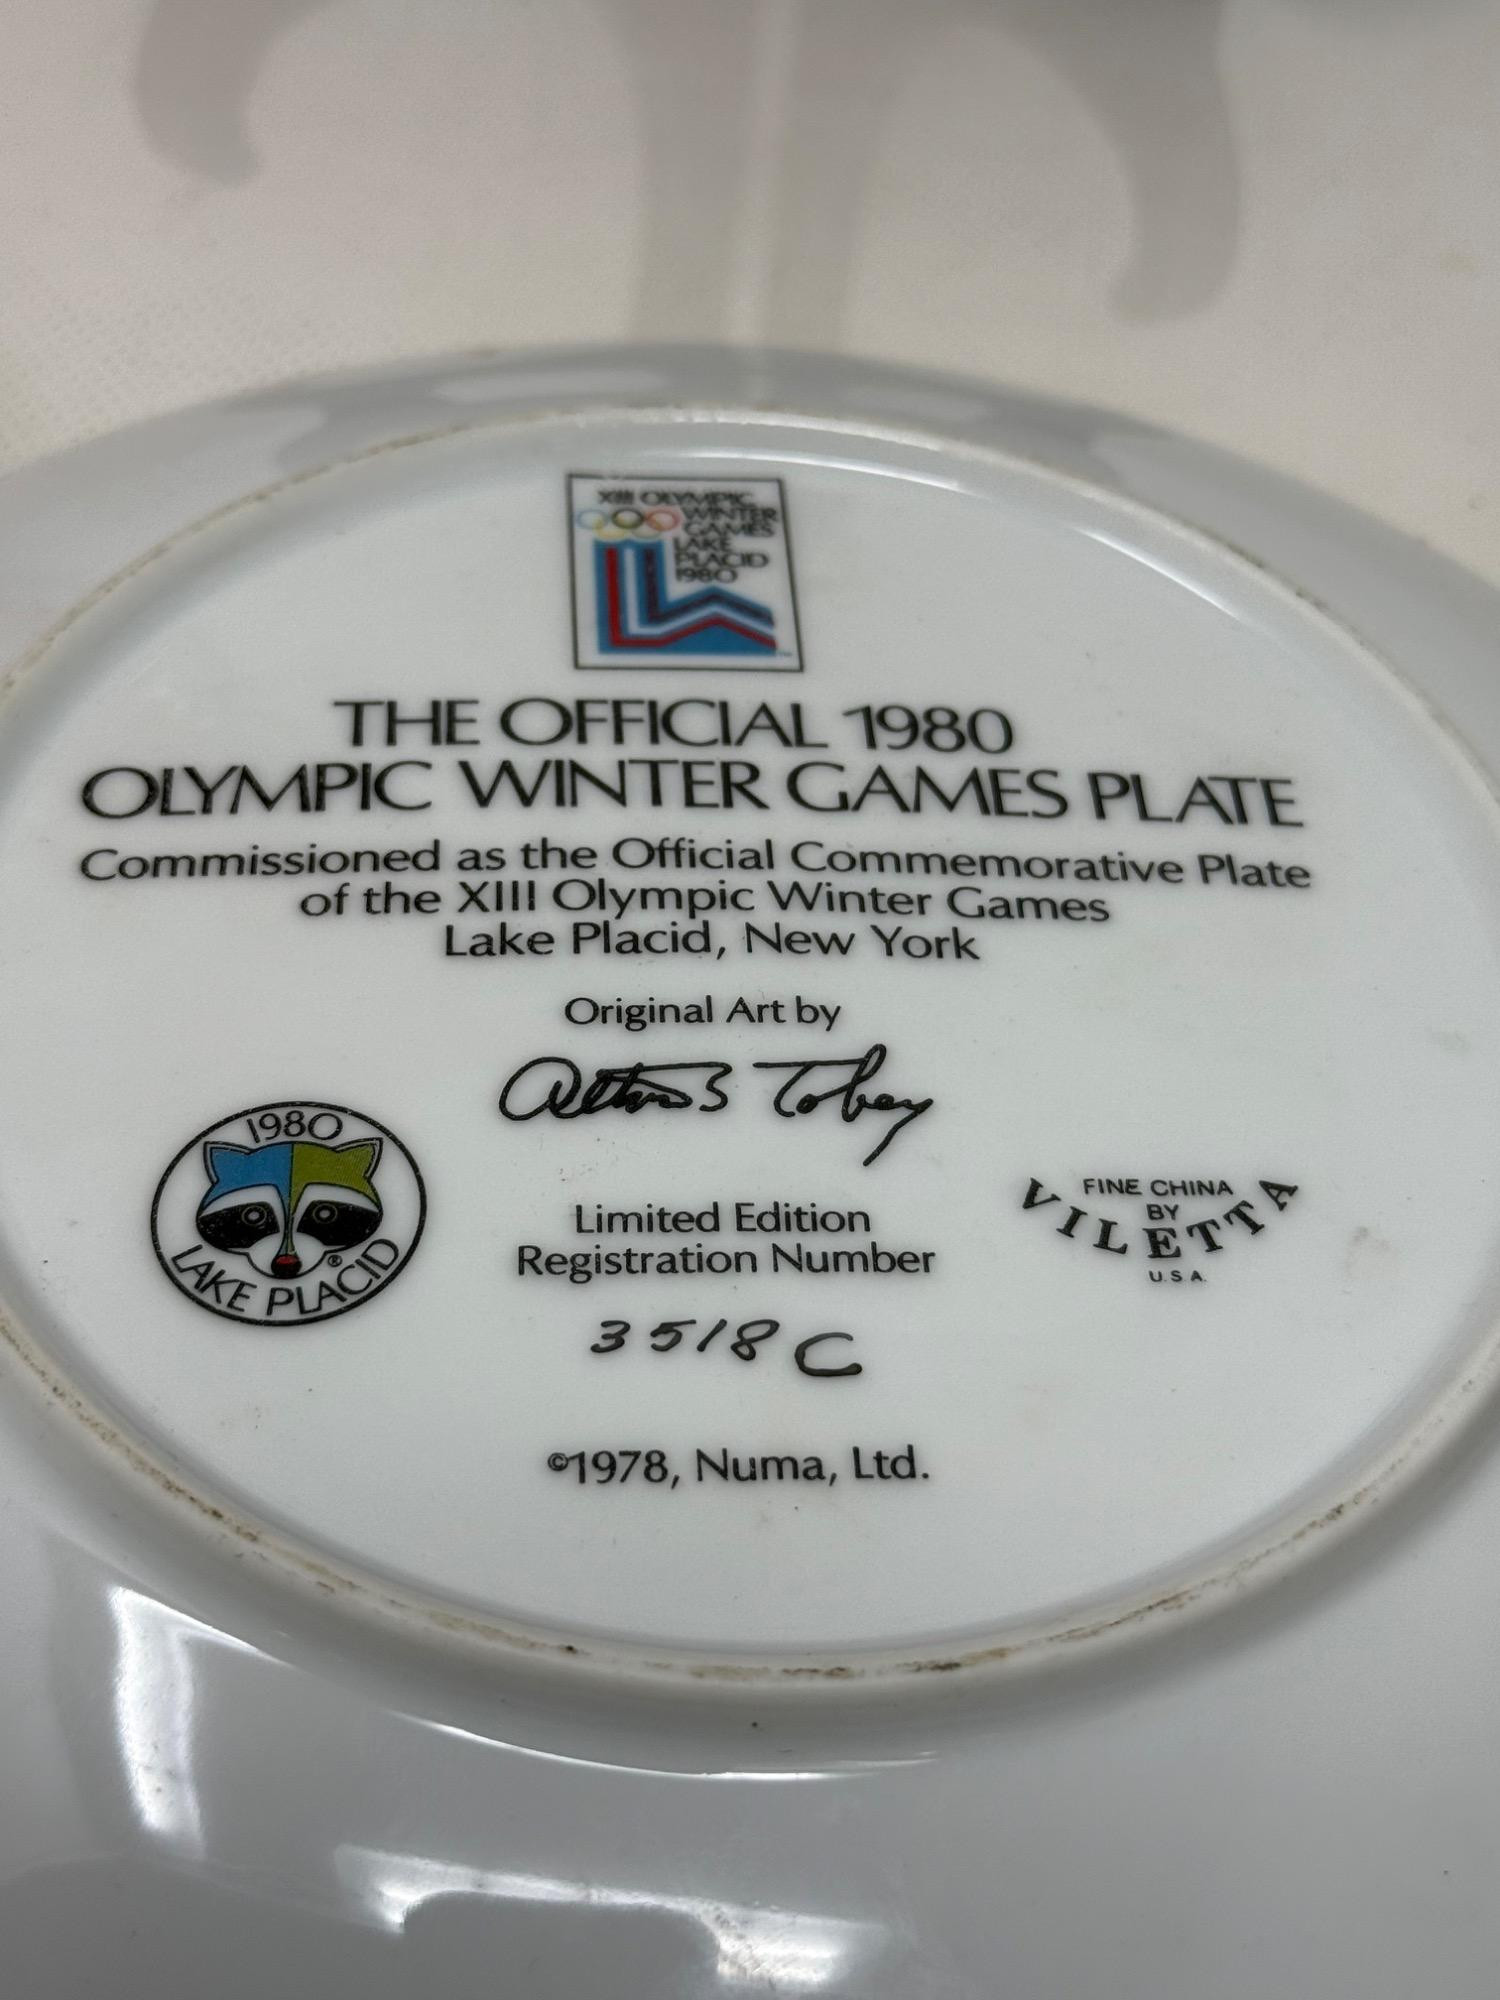 XIII OLYMPIC
WINTER
GAMES
LAKE
PLACID
1980
THE OFFICIAL 1980
OLYMPIC WINTER GAMES PLATE
Commissioned as the Official Commemorative Plate
of the XIII Olympic Winter Games
Lake Placid, New York
Original Art by
Alton S Tobey
1980
LAKE PLACID ®
Limited Edition
Registration Number
3518 C
FINE CHINA
BY
VILETTA
U.S.A.
©1978, Numa, Ltd.